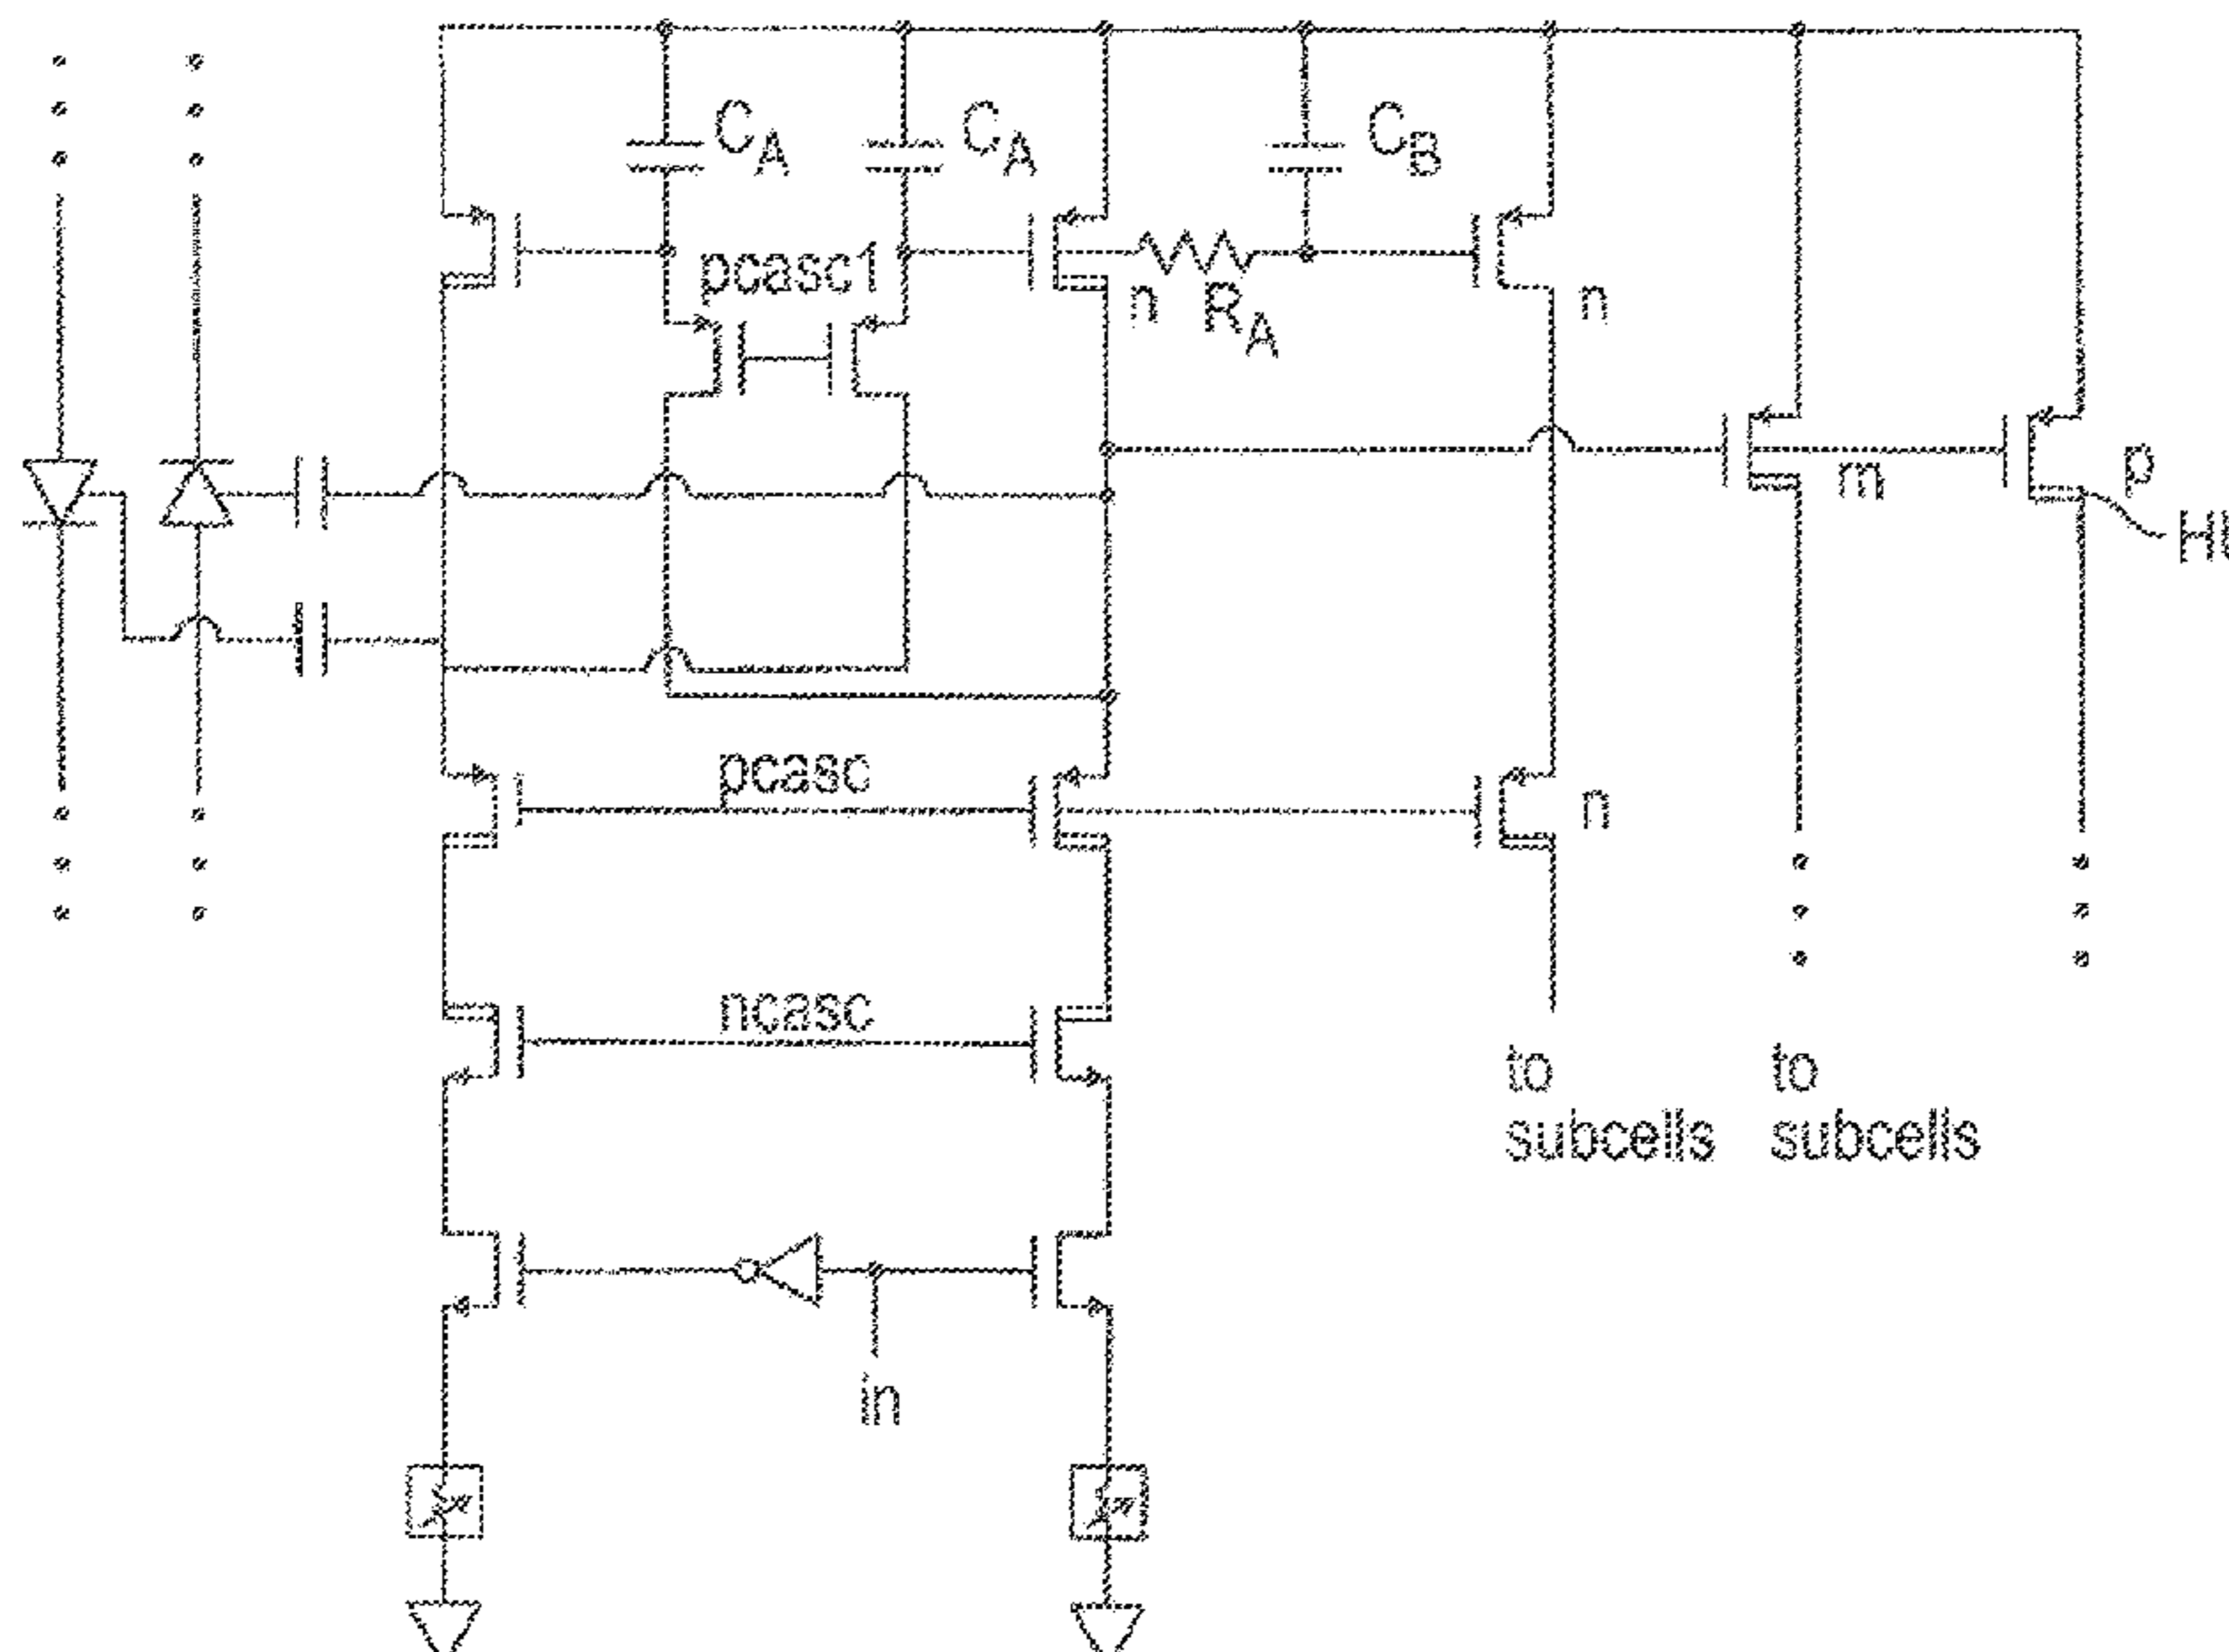 C_A
C_A
C_B
pcasc1
n
R_A
n
m
p
pcasc
n
ncasc
to
subcells
to
subcells
in